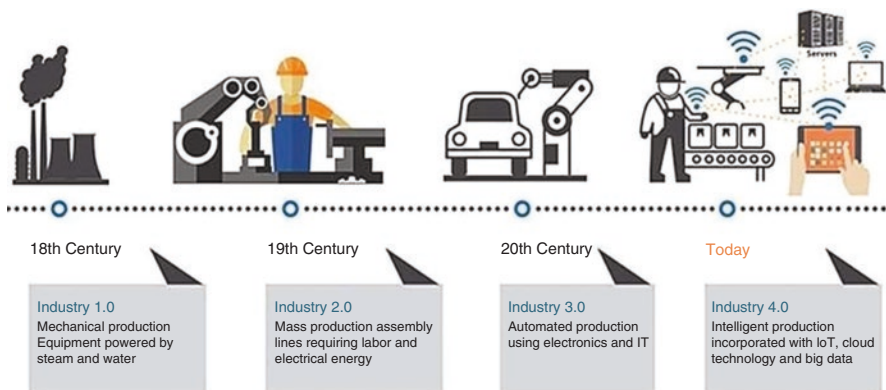 Servers
18th Century
19th Century
20th Century
Today
Industry 1.0
Mechanical production
Equipment powered by
steam and water
Industry 2.0
Mass production assembly
lines requiring labor and
electrical energy
Industry 3.0
Automated production
using electronics and IT
Industry 4.0
Intelligent production
incorporated with IoT, cloud
technology and big data